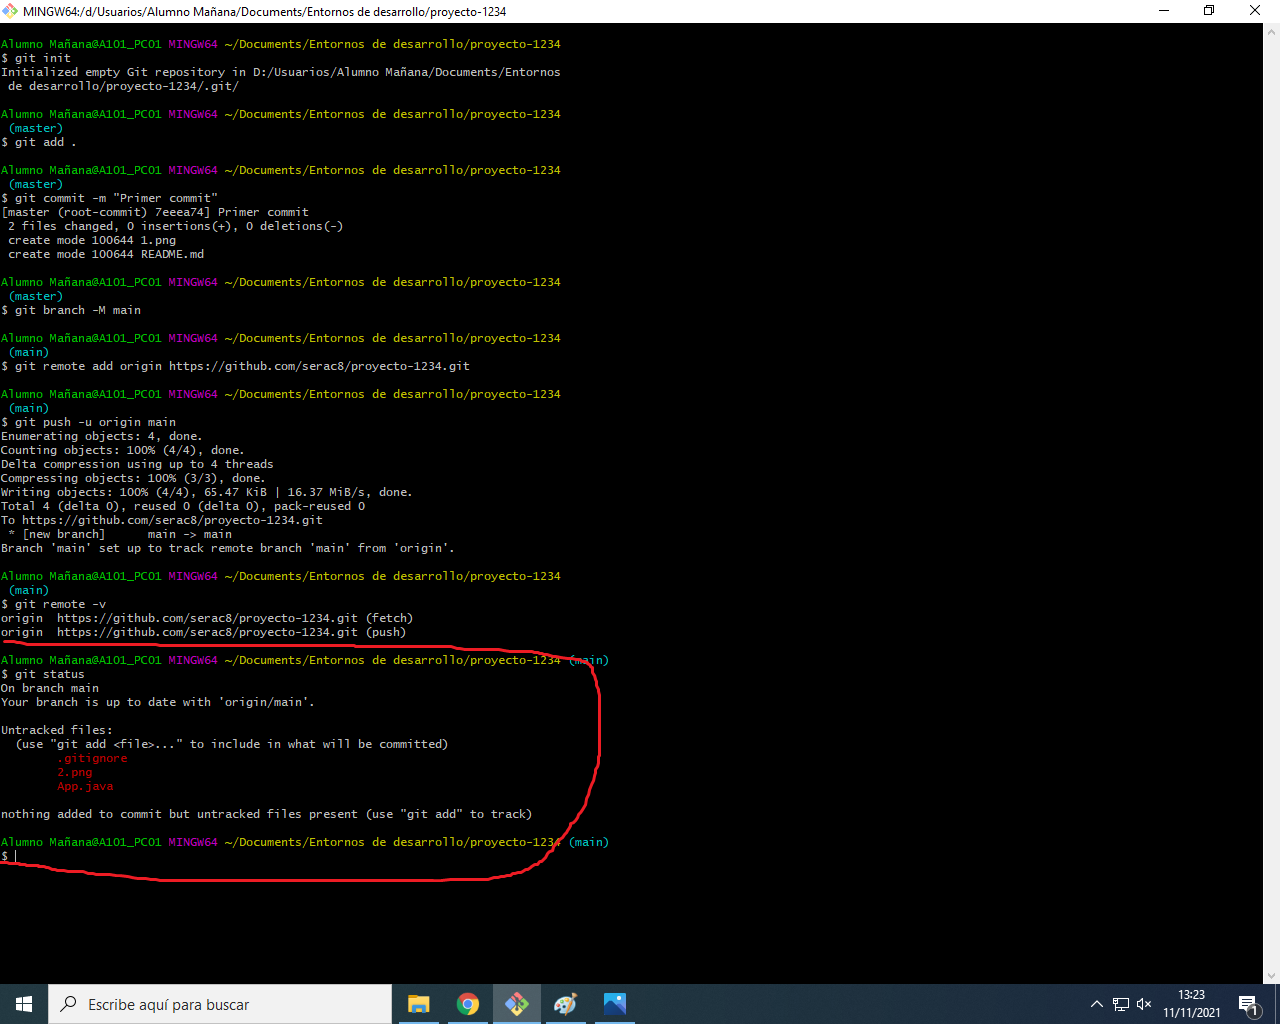 MINGW64:/d/Usuarios/Alumno Mañana/Documents/Entornos de desarrollo/proyecto-1234
Alumno Mañana@A101_PC01 MINGW64 ~/Documents/Entornos de desarrollo/proyecto-1234
$ git init
Initialized empty Git repository in D:/Usuarios/Alumno Mañana/Documents/Entornos
de desarrollo/proyecto-1234/.git/
Alumno Mañana@A101_PC01 MINGW64 ~/Documents/Entornos de desarrollo/proyecto-1234
(master)
$ git add .
Alumno Mañana@A101_PC01 MINGW64 ~/Documents/Entornos de desarrollo/proyecto-1234
(master)
$ git commit -m "Primer commit"
[master (root-commit) 7eeea74] Primer commit
2 files changed, 0 insertions(+), 0 deletions(-)
create mode 100644 1.png
create mode 100644 README.md
Alumno Mañana@A101_PC01 MINGW64 ~/Documents/Entornos de desarrollo/proyecto-1234
(master)
$ git branch -M main
Alumno Mañana@A101_PC01 MINGW64 ~/Documents/Entornos de desarrollo/proyecto-1234
(main)
$ git remote add origin https://github.com/serac8/proyecto-1234.git
Alumno Mañana@A101_PC01 MINGW64 ~/Documents/Entornos de desarrollo/proyecto-1234
(main)
$ git push -u origin main
Enumerating objects: 4, done.
Counting objects: 100% (4/4), done.
Delta compression using up to 4 threads
Compressing objects: 100% (3/3), done.
Writing objects: 100% (4/4), 65.47 KiB | 16.37 MiB/s, done.
Total 4 (delta 0), reused 0 (delta 0), pack-reused 0
To https://github.com/serac8/proyecto-1234.git
* [new branch]      main -> main
Branch 'main' set up to track remote branch 'main' from 'origin'.
Alumno Mañana@A101_PC01 MINGW64 ~/Documents/Entornos de desarrollo/proyecto-1234
(main)
$ git remote -v
origin  https://github.com/serac8/proyecto-1234.git (fetch)
origin  https://github.com/serac8/proyecto-1234.git (push)
Alumno Mañana@A101_PC01 MINGW64 ~/Documents/Entornos de desarrollo/proyecto-1234 (main)
$ git status
On branch main
Your branch is up to date with 'origin/main'.
Untracked files:
(use "git add <file>..." to include in what will be committed)
.gitignore
2.png
App.java
nothing added to commit but untracked files present (use "git add" to track)
Alumno Mañana@A101_PC01 MINGW64 ~/Documents/Entornos de desarrollo/proyecto-1234 (main)
$
Escribe aquí para buscar
13:23
11/11/2021
1